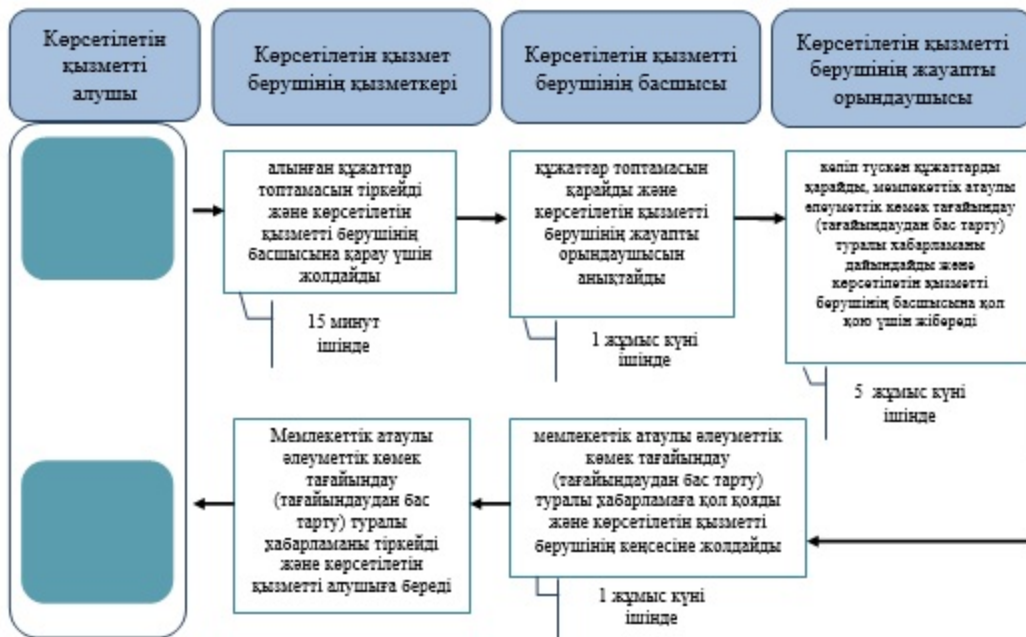 Көрсетілетін
қызметті
алушы
Көрсетілетін қызмет
берушінің қызметкері
Көрсетілетін қызметті
берушінің басшысы
Көрсетілетін қызметті
берушінің жауапты
орындаушысы
алынған құжаттар
топтамасын тіркейді
және көрсетілетін
қызметті берушінің
басшысына қарау үшін
жолдайды
15 минут
ішінде
құжаттар топтамасын
қарайды және
көрсетілетін қызметті
берушінің жауапты
орындаушысын
анықтайды
1 жұмыс күні
ішінде
келіп түскен құжаттарды
қарайды, мемлекеттік атаулы
әлеуметтік көмек тағайындау
(тағайындаудан бас тарту)
туралы хабарламаны
дайындайды және
көрсетілетін қызметті
берушінің басшысына қол
қою үшін жібереді
5 жұмыс күні
ішінде
Мемлекеттік атаулы
әлеуметтік көмек
тағайындау
(тағайындаудан бас
тарту) туралы
хабарламаны тіркейді
және көрсетілетін
қызметті алушыға береді
мемлекеттік атаулы әлеуметтік
көмек тағайындау
(тағайындаудан бас тарту)
туралы хабарламаға қол қояды
және көрсетілетін қызметті
берушінің кеңсесіне жолдайды
1 жұмыс күні
ішінде